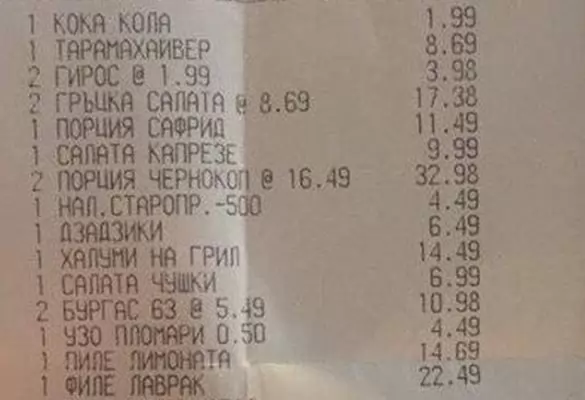 1 КОКА КОЛА 1.99
1 ТАРАМАХАЙВЕР 8.69
2 ГИРОС @ 1.99 3.98
2 ГРЪЦКА САЛАТА @ 8.69 17.38
1 ПОРЦИЯ САФРИД 11.49
1 САЛАТА КАПРЕЗЕ 9.99
2 ПОРЦИЯ ЧЕРНОКОП @ 16.49 32.98
1 НАЛ.СТАРОПР.-500 4.49
1 ДЗАДЗИКИ 6.49
1 ХАЛУМИ НА ГРИЛ 14.49
1 САЛАТА ЧУШКИ 6.99
2 БУРГАС 63 @ 5.49 10.98
1 УЗО ПЛОМАРИ 0.50 4.49
1 ПИЛЕ ЛИМОНАТА 14.69
1 ФИЛЕ ЛАВРАК 22.49